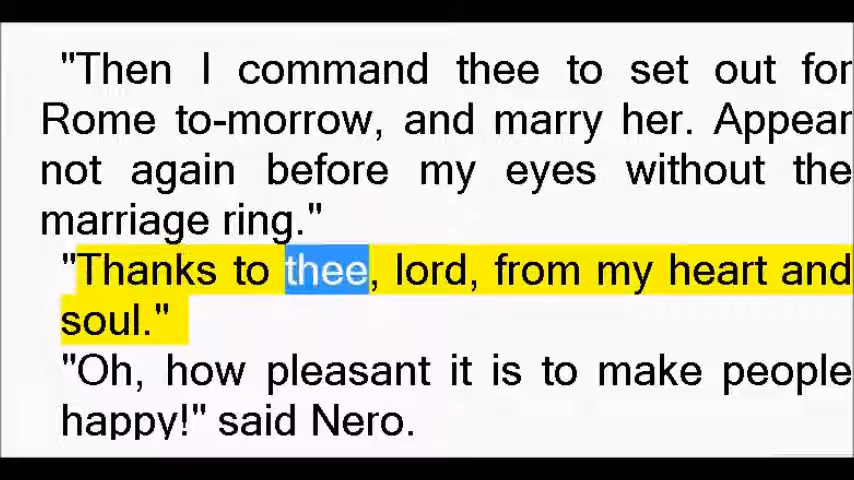 "Then I command thee to set out for
Rome to-morrow, and marry her. Appear
not again before my eyes without the
marriage ring."
"Thanks to thee, lord, from my heart and
soul."
"Oh, how pleasant it is to make people
happy!" said Nero.